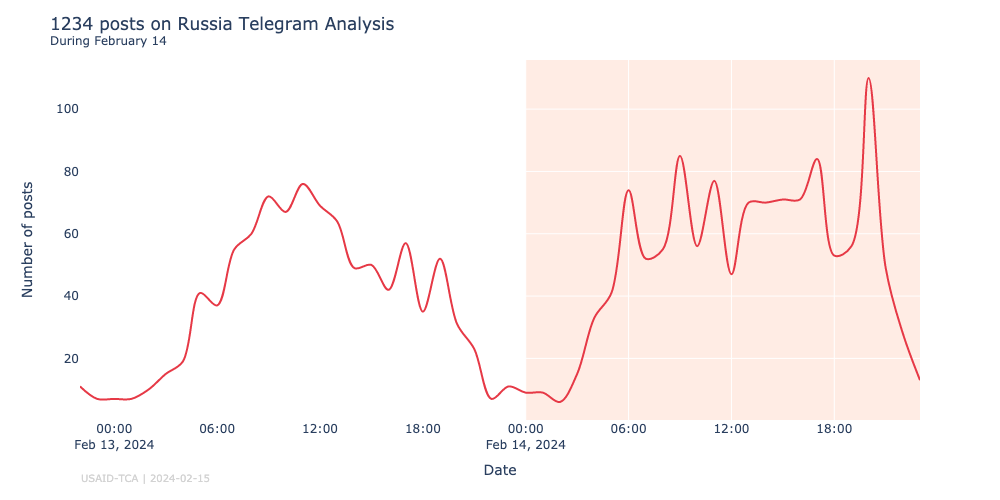 1234 posts on Russia Telegram Analysis
During February 14
Number of posts
100
80
60
40
20
00:00 06:00 12:00 18:00 00:00 06:00 12:00 18:00
Feb 13, 2024 Feb 14, 2024
Date
USAID-TCA | 2024-02-15